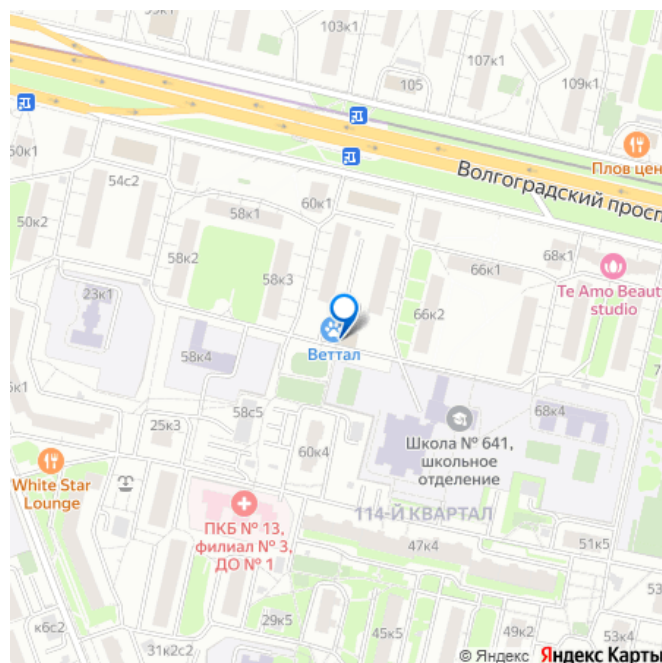 103к1
107к1
105
109к1
50к1
Плов цен
Волгоградский просп
54с2
60к1
58к1
50к2
68к1
58к2
66к1
58к3
Te Amo Beaut
studio
23к1
66к2
Веттал
58к4
к1
58с5
68к4
25к3
Школа № 641,
школьное
отделение
60к4
White Star
Lounge
114-Й КВАРТАЛ
ПКБ № 13,
филиал № 3,
ДО № 1
47к4
51к5
29к5
к6с2
45к5
49к2
31к2с2
© Яндекс Яндекс Карты